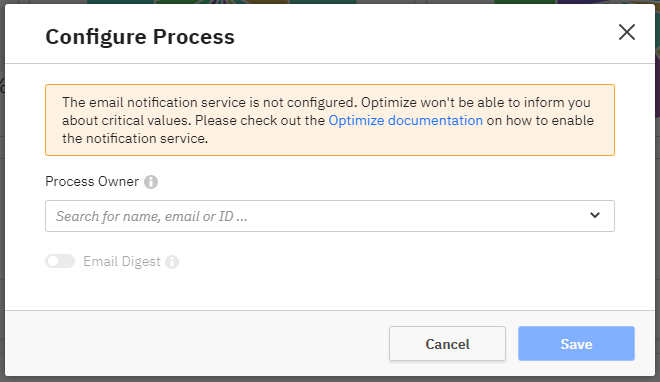 Configure Process
The email notification service is not configured. Optimize won't be able to inform you
about critical values. Please check out the Optimize documentation on how to enable
the notification service.
Process Owner
Search for name, email or ID ...
Email Digest
Cancel
Save